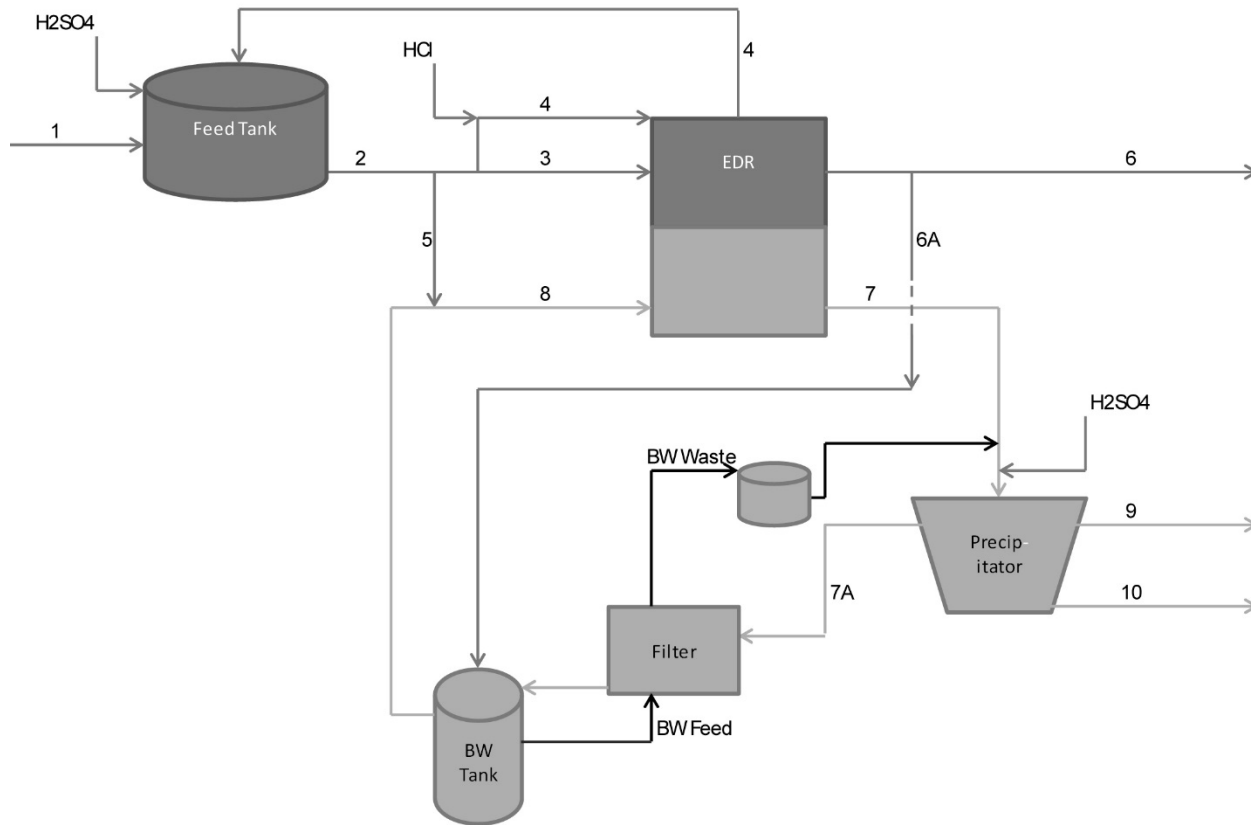 H2SO4
HCl
4
4
1
Feed Tank
2
3
EDR
6
5
6A
8
7
H2SO4
BW Waste
9
Precip-
itator
7A
10
Filter
BW Feed
BW
Tank